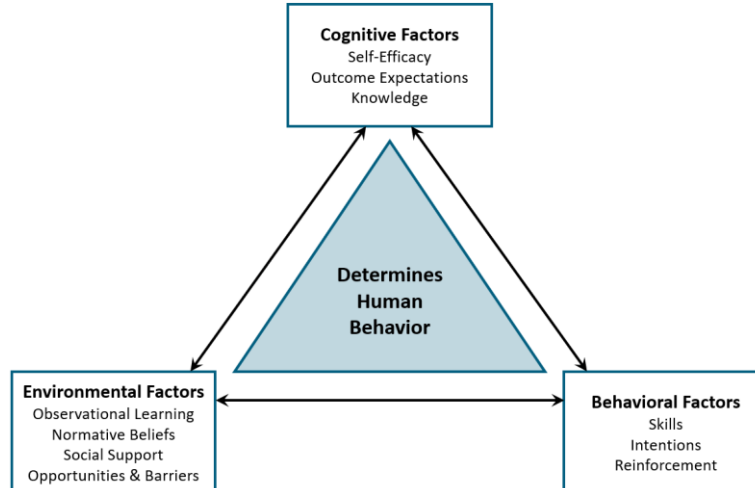 Cognitive Factors
Self-Efficacy
Outcome Expectations
Knowledge
Determines
Human
Behavior
Environmental Factors
Observational Learning
Normative Beliefs
Social Support
Opportunities & Barriers
Behavioral Factors
Skills
Intentions
Reinforcement